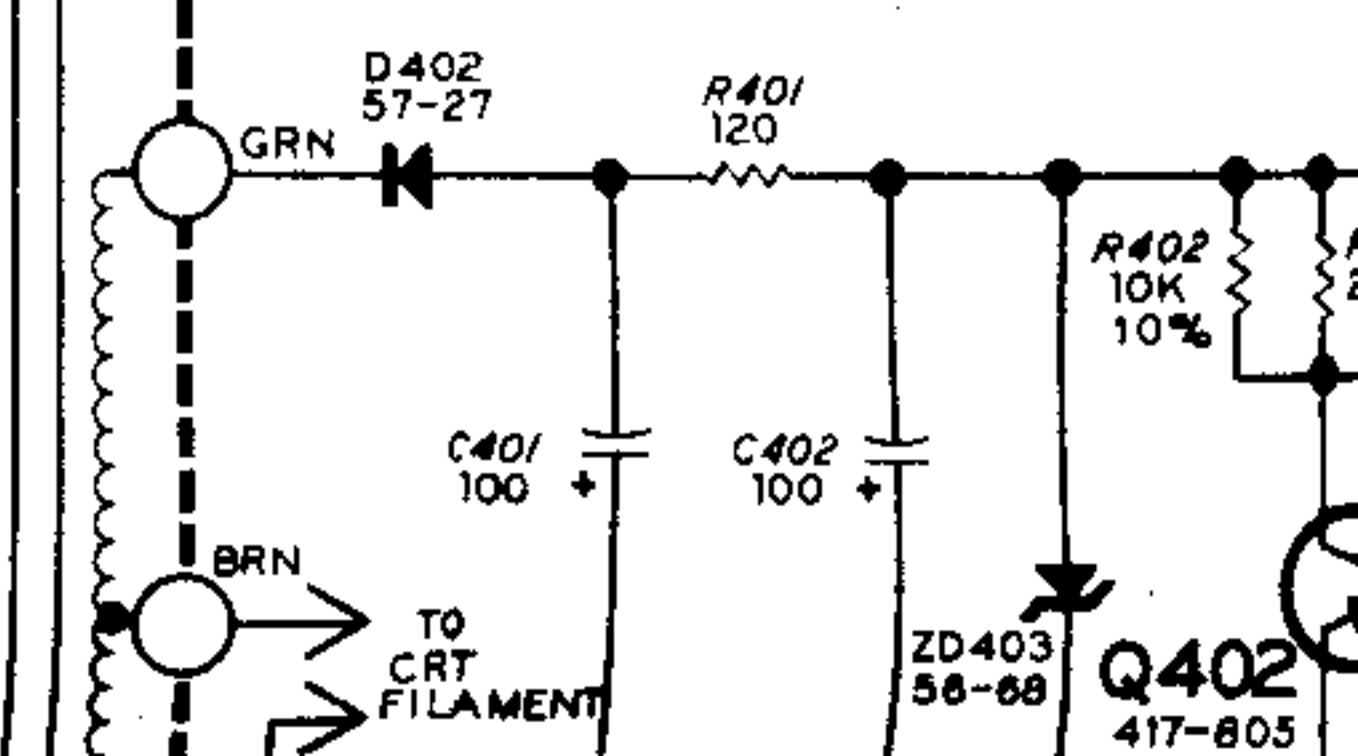 D402
57-27
R401
120
GRN
R402
10K
10%
C401
100
+
C402
100
+
BRN
TO
CRT
FILAMENT
ZD403
56-68
Q402
417-805